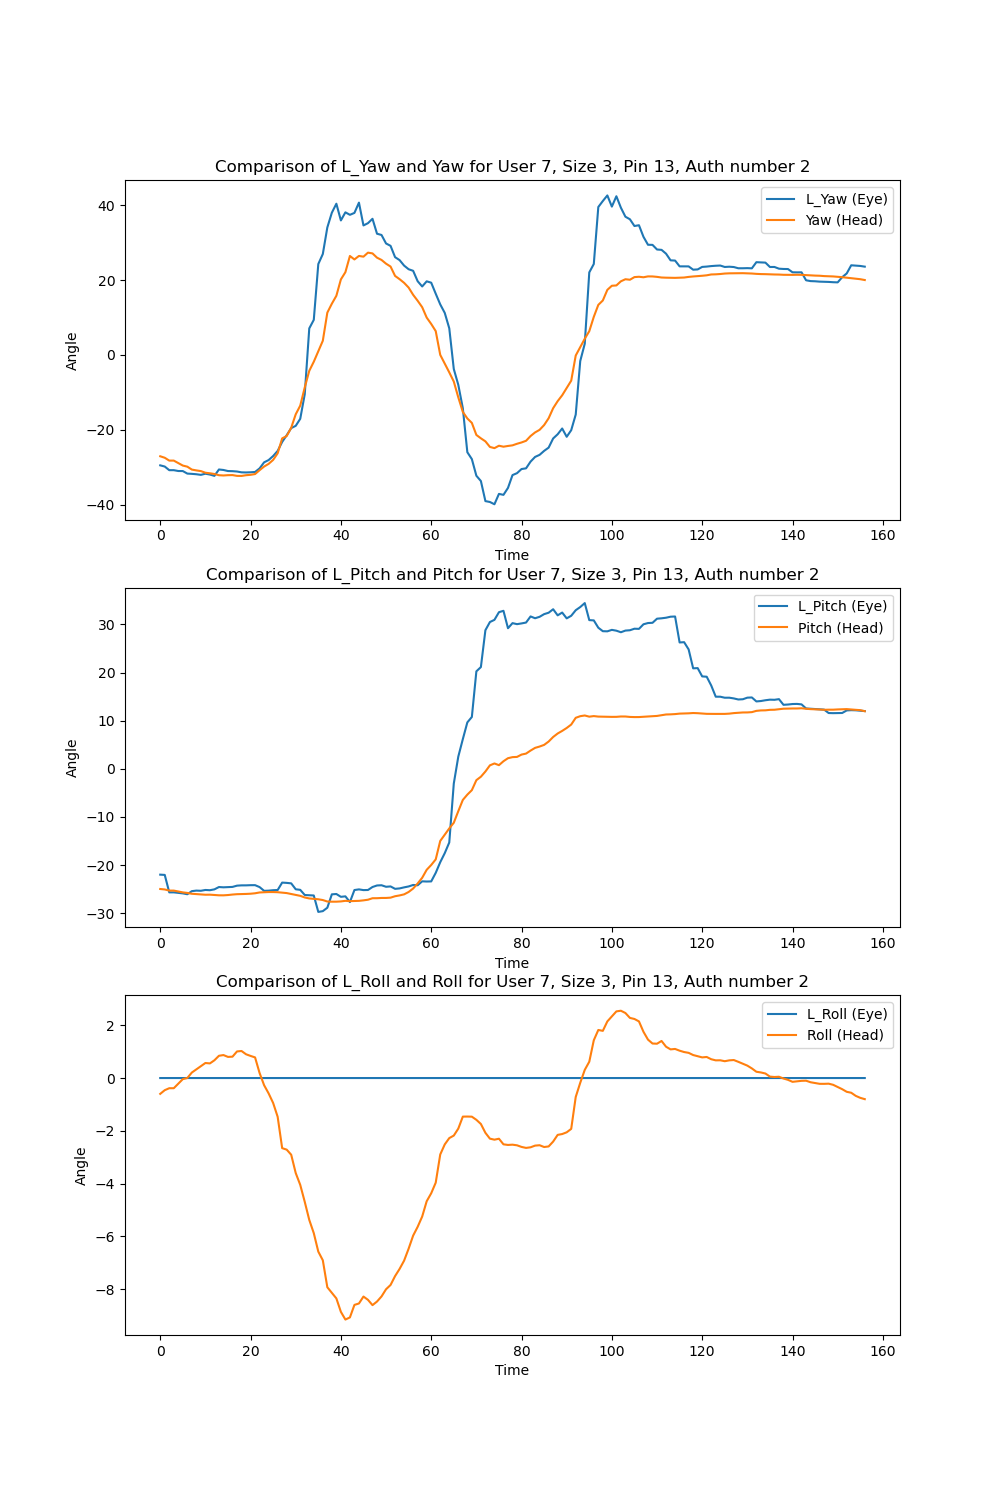 Comparison of L_Yaw and Yaw for User 7, Size 3, Pin 13, Auth number 2
L_Yaw (Eye)
Yaw (Head)
40
20
0
−20
−40
Angle
0 20 40 60 80 100 120 140 160
Time
Comparison of L_Pitch and Pitch for User 7, Size 3, Pin 13, Auth number 2
L_Pitch (Eye)
Pitch (Head)
30
20
10
0
−10
−20
−30
Angle
0 20 40 60 80 100 120 140 160
Time
Comparison of L_Roll and Roll for User 7, Size 3, Pin 13, Auth number 2
L_Roll (Eye)
Roll (Head)
2
0
−2
−4
−6
−8
Angle
0 20 40 60 80 100 120 140 160
Time